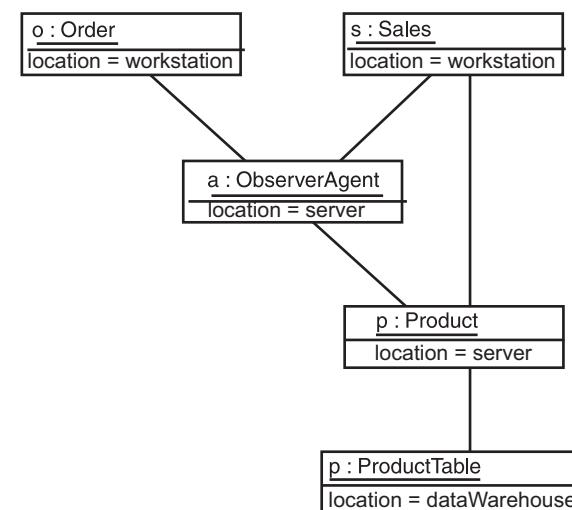 o : Order
location = workstation
s : Sales
location = workstation
a : ObserverAgent
location = server
p : Product
location = server
p : ProductTable
location = dataWarehouse